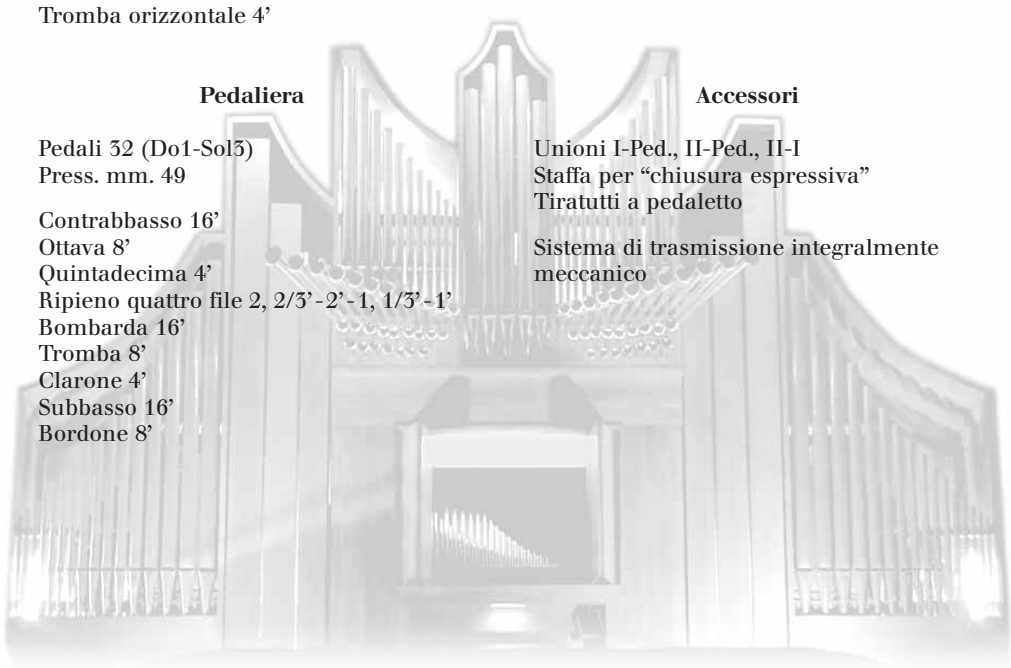 Tromba orizzontale 4’
Pedaliera
Pedali 32 (Do1-Sol3)
Press. mm. 49
Contrabbasso 16’
Ottava 8’
Quintadecima 4’
Ripieno quattro file 2, 2/3’-2’-1, 1/3’-1’
Bombarda 16’
Tromba 8’
Clarone 4’
Subbasso 16’
Bordone 8’
Accessori
Unioni I-Ped., II-Ped., II-I
Staffa per “chiusura espressiva”
Tiratutti a pedaletto
Sistema di trasmissione integralmente
meccanico